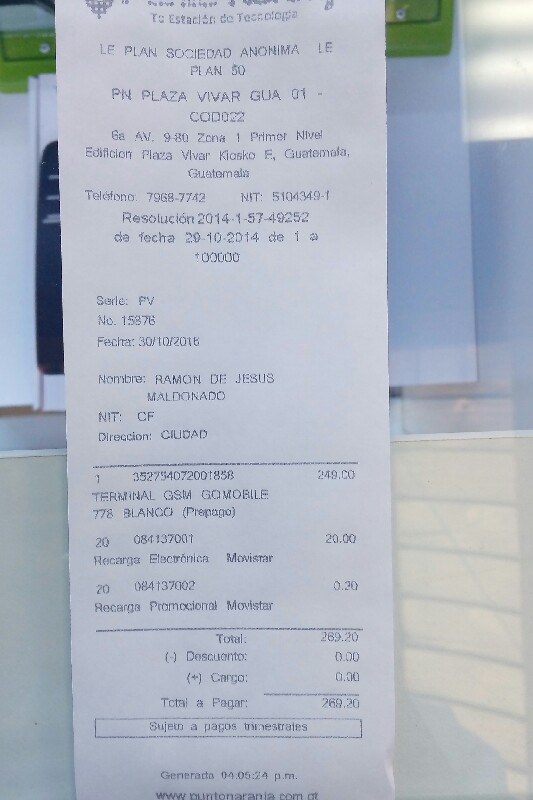 Tu Estación de Tecnología
LE PLAN SOCIEDAD ANONIMA LE
PLAN 50
PN PLAZA VIVAR GUA 01 -
COD022
6a AV. 9-80 Zona 1 Primer Nivel
Edificion Plaza Vivar Kiosko E, Guatemala,
Guatemala
Teléfono: 7968-7742 NIT: 5104349-1
Resolución 2014-1-57-49252
de fecha 29-10-2014 de 1 a
100000
Serie: PV
No. 15876
Fecha: 30/10/2016
Nombre: RAMON DE JESUS
MALDONADO
NIT: CF
Direccion: CIUDAD
1 352754072001858 249.00
TERMINAL GSM GOMOBILE
778 BLANCO (Prepago)
20 084137001 20.00
Recarga Electrónica Movistar
20 084137002 0.20
Recarga Promocional Movistar
Total: 269.20
(-) Descuento: 0.00
(+) Cargo: 0.00
Total a Pagar: 269.20
Sujeto a pagos trimestrales
Generada 04:05:24 p.m.
www.puntonaranja.com.gt